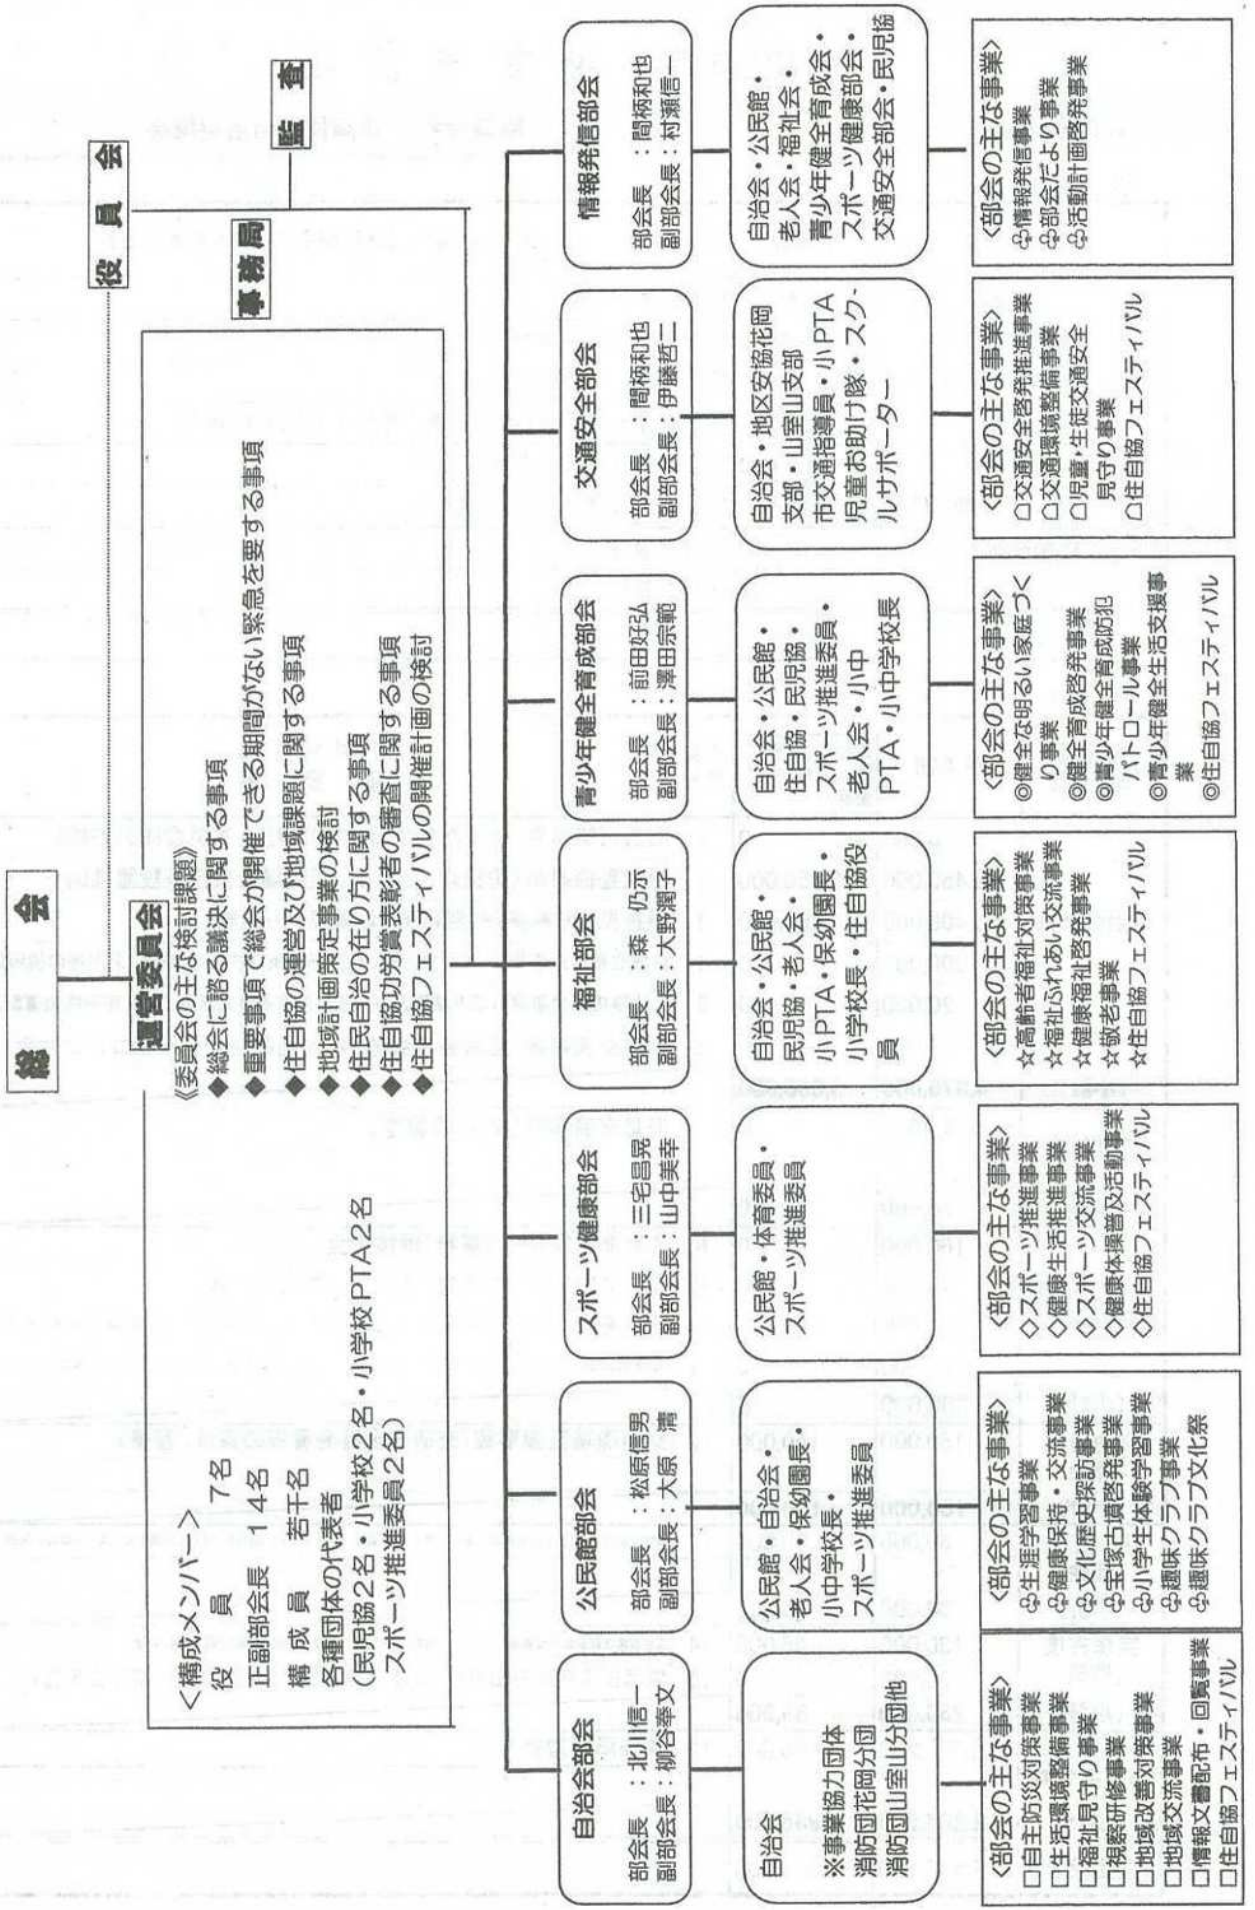 総　会
役　員　会
監　査
事務局
運営委員会
《委員会の主な検討課題》
◆総会に諮る議決に関する事項
◆重要事項で総会が開催できる期間がない緊急を要する事項
◆住自協の運営及び地域課題に関する事項
◆地域計画策定事業の検討
◆住民自治の在り方に関する事項
◆住自協功労賞表彰者の審査に関する事項
◆住自協フェスティバルの開催計画の検討
＜構成メンバー＞
役　員　７名
正副部会長　１４名
構　成　員　若干名
各種団体の代表者
(民児協2名・小学校2名・小学校PTA2名
スポーツ推進委員2名)
自治会部会
部会長　：北川信一
副部会長：柳谷奉文
自治会
※事業協力団体
消防団花岡分団
消防団山室山分団他
〈部会の主な事業〉
□自主防災対策事業
□生活環境整備事業
□福祉見守り事業
□視察研修事業
□地域改善対策事業
□地域交流事業
□情報文書配布・回覧事業
□住自協フェスティバル
公民館部会
部会長　：松原信男
副部会長：大原　清
公民館・自治会・
老人会・保幼園長・
小中学校長・
スポーツ推進委員
〈部会の主な事業〉
♧生涯学習事業
♧健康保持・交流事業
♧文化歴史探訪事業
♧宝塚古墳啓発事業
♧小学生体験学習事業
♧趣味クラブ事業
♧趣味クラブ文化祭
スポーツ健康部会
部会長　：三宅昌晃
副部会長：山中美幸
公民館・体育委員・
スポーツ推進委員
〈部会の主な事業〉
◇スポーツ推進事業
◇健康生活推進事業
◇スポーツ交流事業
◇健康体操普及活動事業
◇住自協フェスティバル
福祉部会
部会長　：森　仍示
副部会長：大野潤子
自治会・公民館・
民児協・老人会・
小PTA・保幼園長・
小学校長・住自協役
員
〈部会の主な事業〉
☆高齢者福祉対策事業
☆福祉ふれあい交流事業
☆健康福祉啓発事業
☆敬老事業
☆住自協フェスティバル
青少年健全育成部会
部会長　：前田好弘
副部会長：澤田宗範
自治会・公民館・
住自協・民児協・
スポーツ推進委員・
老人会・小中
PTA・小中学校長
〈部会の主な事業〉
◎健全な明るい家庭づく
り事業
◎健全育成啓発事業
◎青少年健全育成防犯
パトロール事業
◎青少年健全生活支援事
業
◎住自協フェスティバル
交通安全部会
部会長　：間柄和也
副部会長：伊藤哲二
自治会・地区安協花岡
支部・山室山支部
市交通指導員・小PTA
児童お助け隊・スクー
ルサポーター
〈部会の主な事業〉
△交通安全啓発推進事業
△交通環境整備事業
△児童・生徒交通安全
見守り事業
△住自協フェスティバル
情報発信部会
部会長　：間柄和也
副部会長：村瀬信一
自治会・公民館・
老人会・福祉会・
青少年健全育成会・
スポーツ健康部会・
交通安全部会・民児協
〈部会の主な事業〉
♧情報発信事業
♧部会だより事業
♧活動計画啓発事業